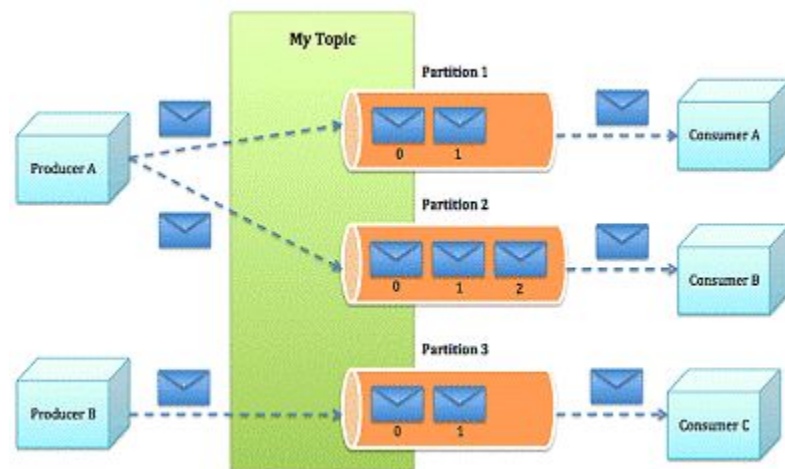 My Topic
Partition 1
Producer A
0 1
Consumer A
Partition 2
0 1 2
Consumer B
Partition 3
Producer B
0 1
Consumer C